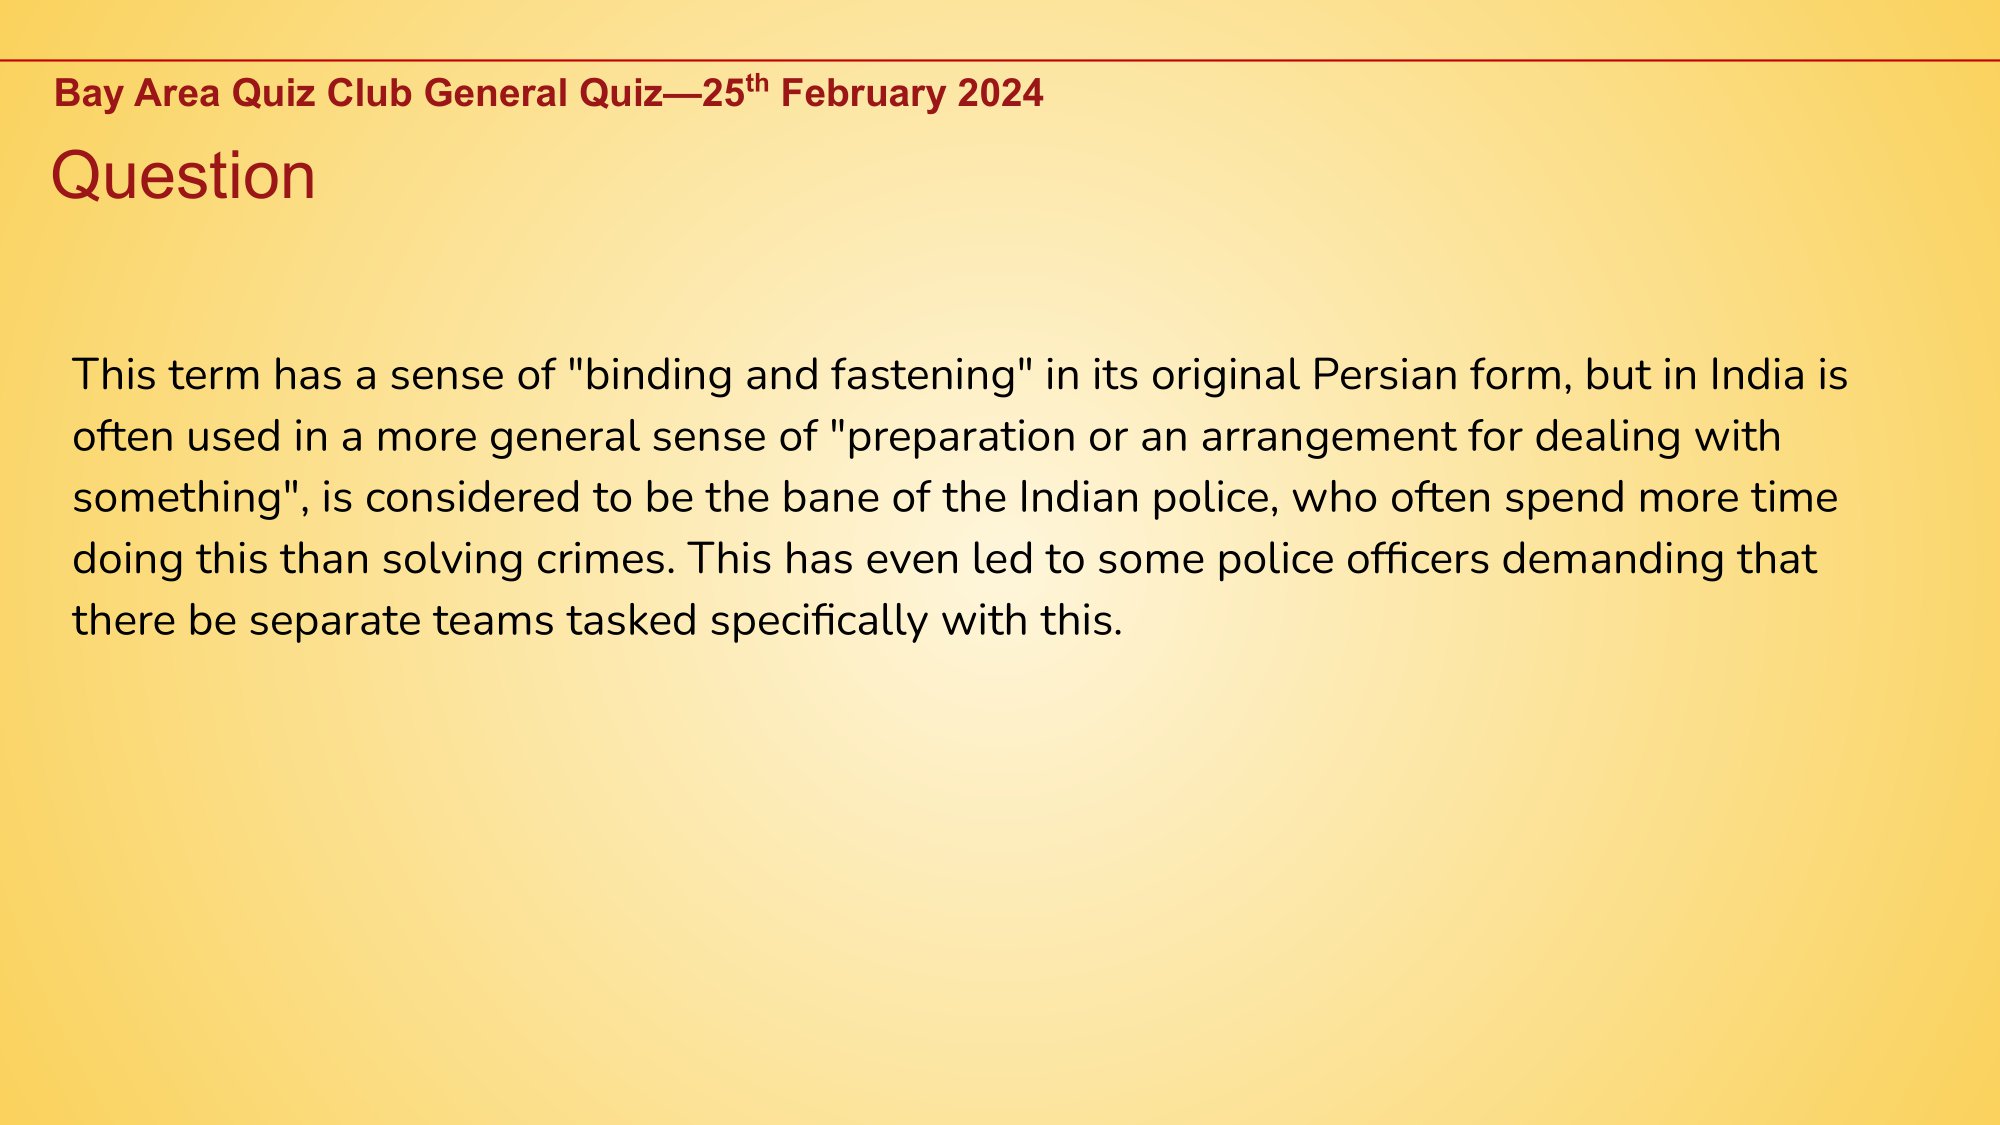 Bay Area Quiz Club General Quiz—25th February 2024
Question
This term has a sense of "binding and fastening" in its original Persian form, but in India is
often used in a more general sense of "preparation or an arrangement for dealing with
something", is considered to be the bane of the Indian police, who often spend more time
doing this than solving crimes. This has even led to some police officers demanding that
there be separate teams tasked specifically with this.